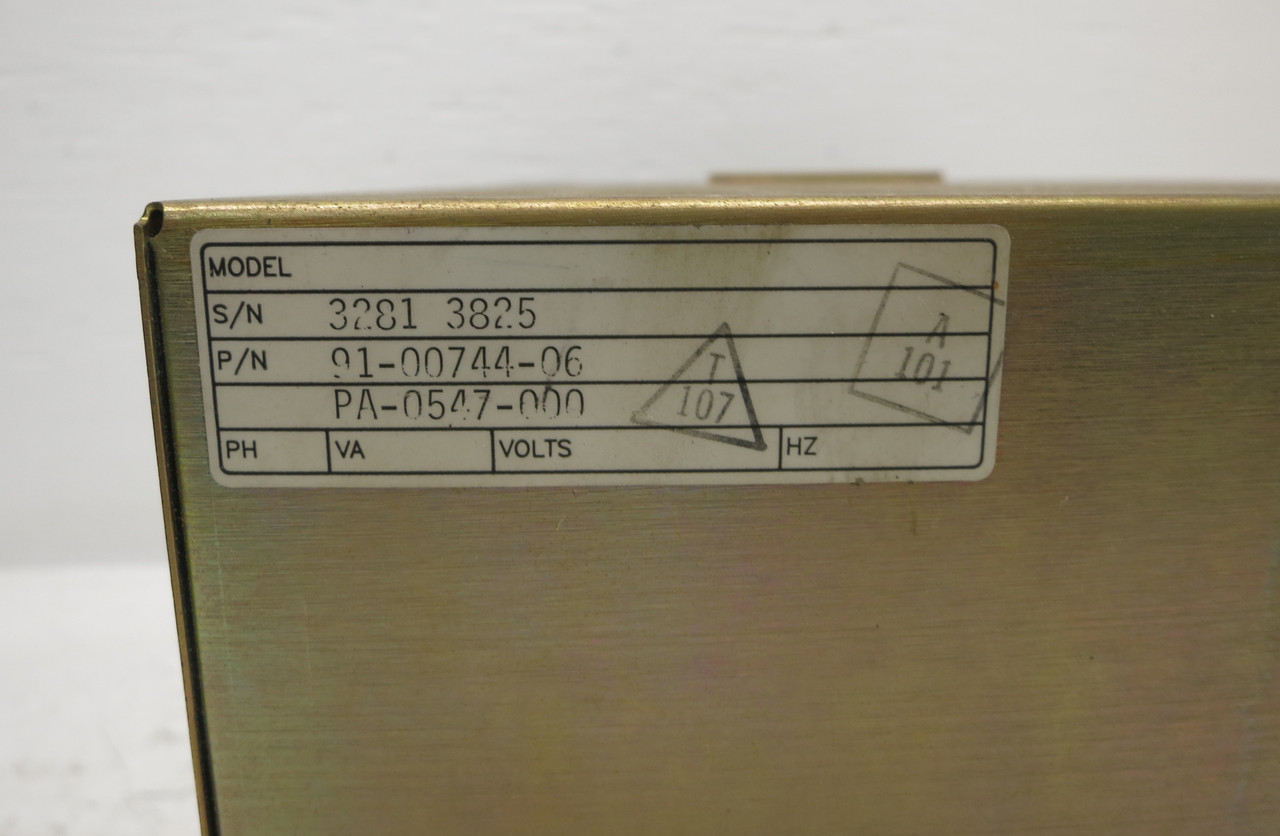 MODEL
S/N 3281 3825
P/N 91-00744-06
PA-0547-000
PH VA VOLTS HZ
T
107
A
101